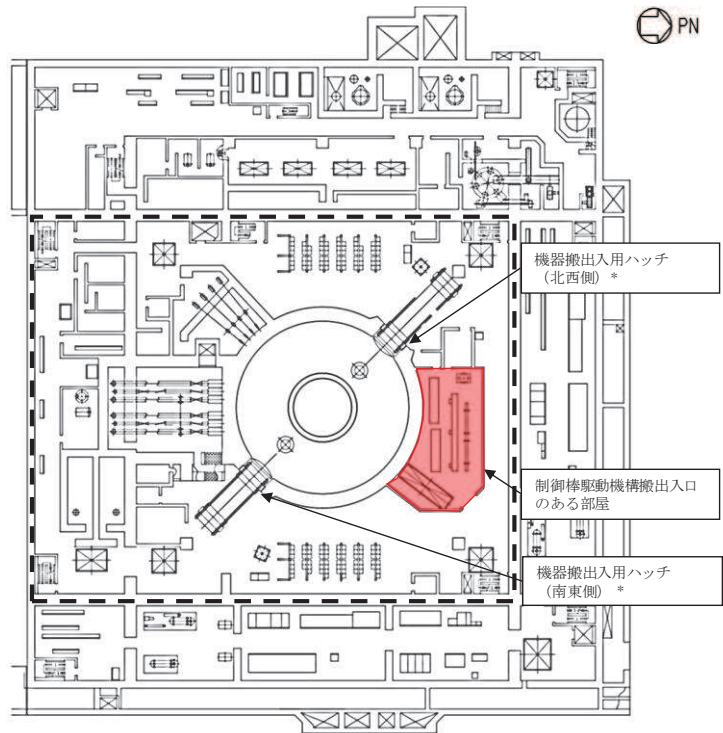 PN
機器搬出入用ハッチ
（北西側）*
制御棒駆動機構搬出入口
のある部屋
機器搬出入用ハッチ
（南東側）*